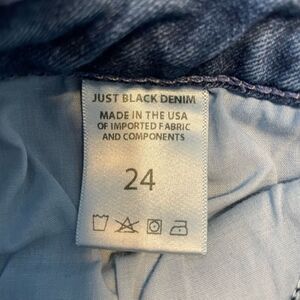 JUST BLACK DENIM
MADE IN THE USA
OF IMPORTED FABRIC
AND COMPONENTS
24